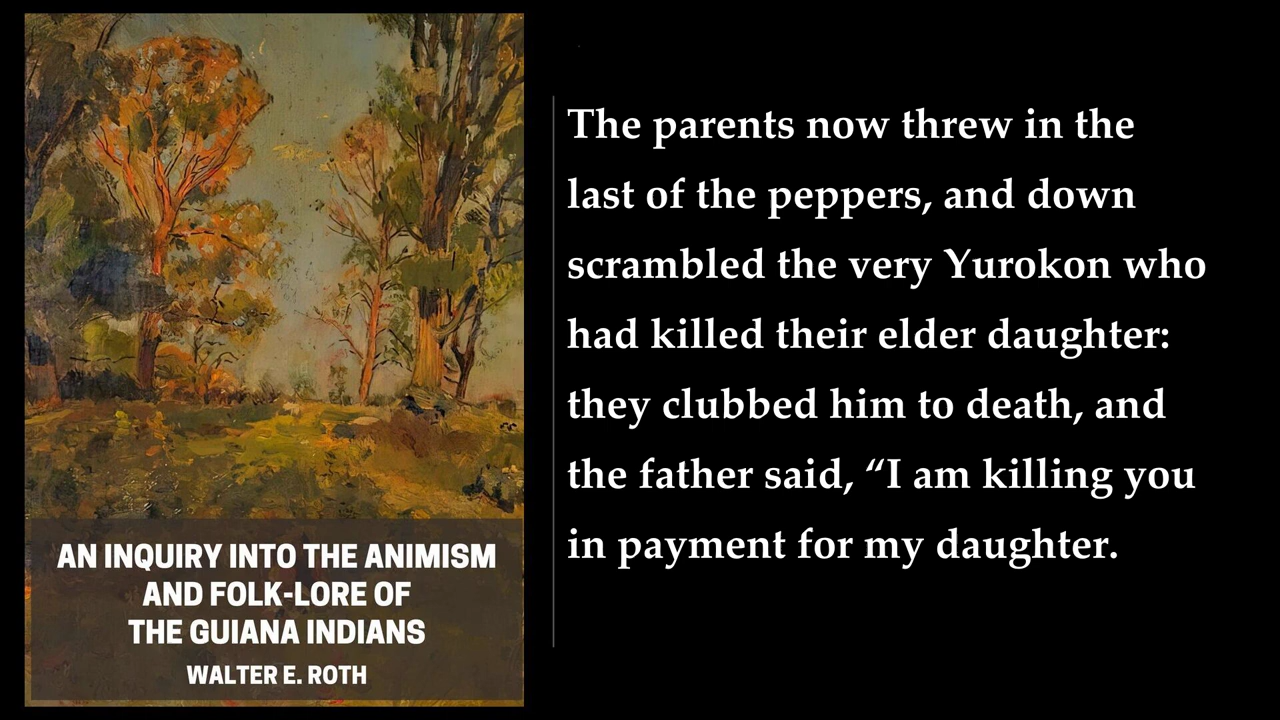 The parents now threw in the
last of the peppers, and down
scrambled the very Yurokon who
had killed their elder daughter:
they clubbed him to death, and
the father said, “I am killing you
in payment for my daughter.
AN INQUIRY INTO THE ANIMISM
AND FOLK-LORE OF
THE GUIANA INDIANS
WALTER E. ROTH